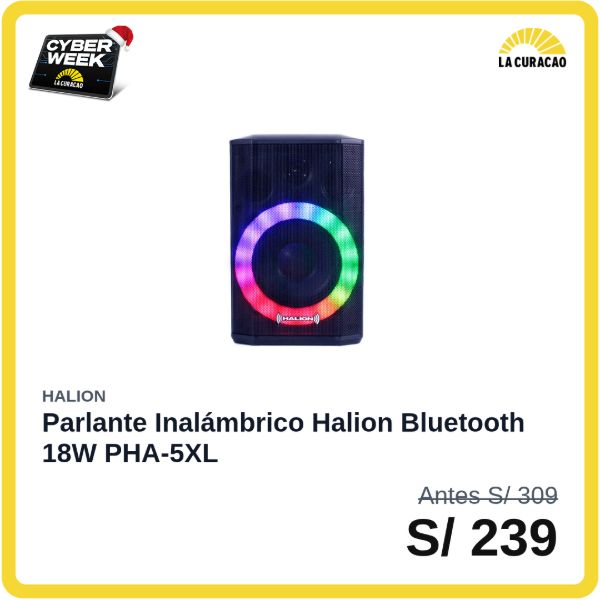 CYBER
WEEK
LA CURACAO
LA CURACAO
HALION
HALION
Parlante Inalámbrico Halion Bluetooth
18W PHA-5XL
Antes S/ 309
S/ 239